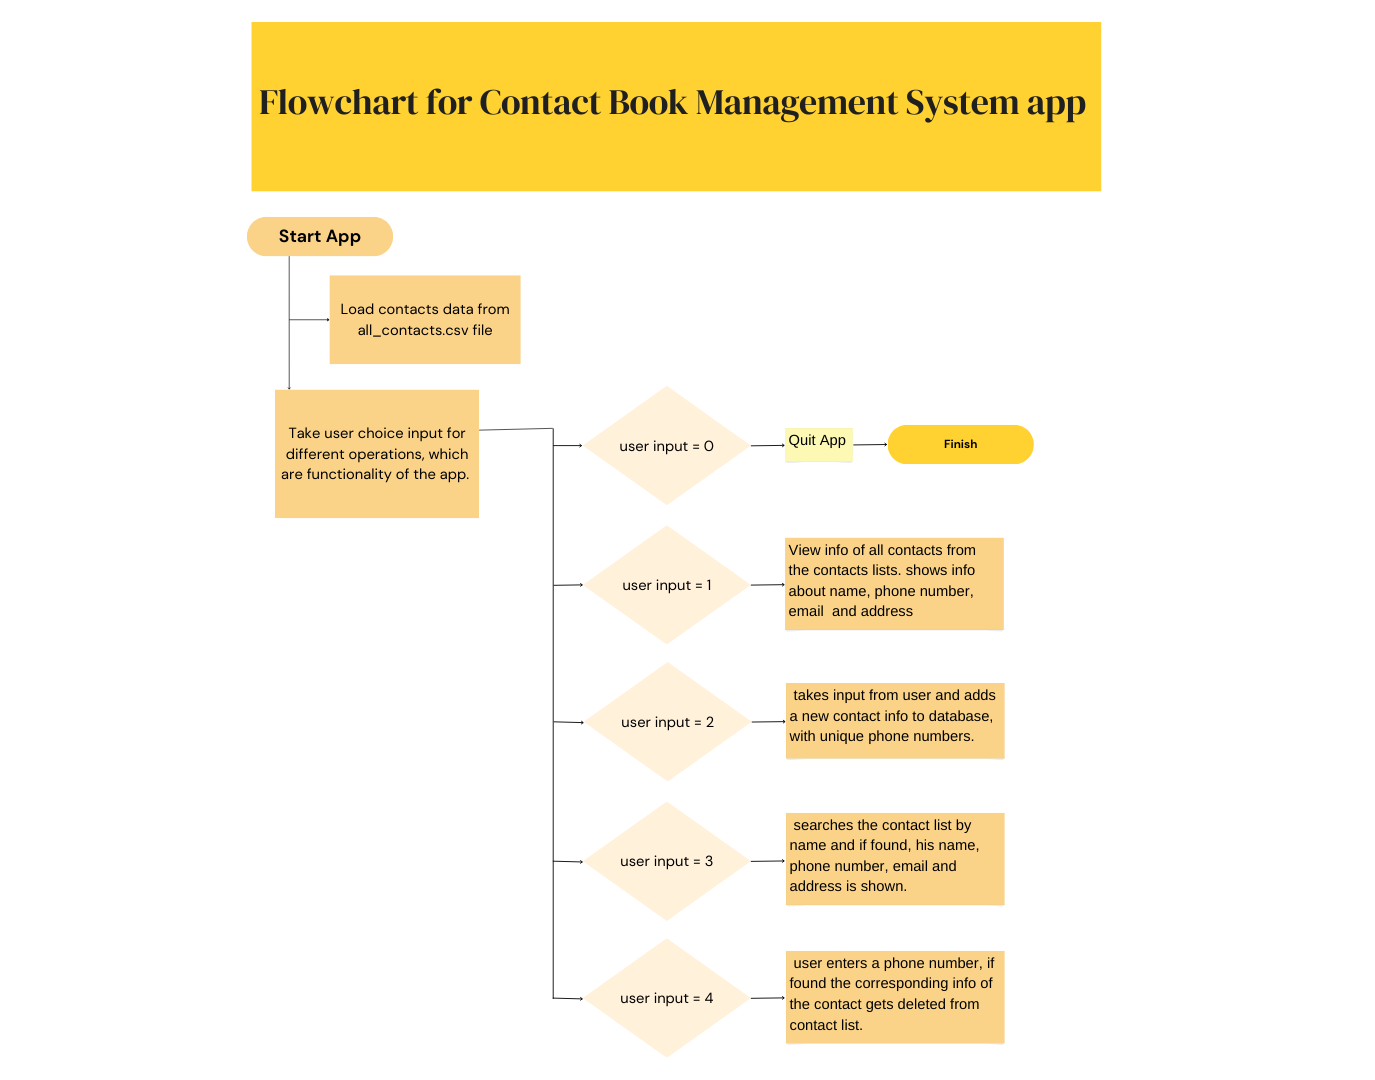 Flowchart for Contact Book Management System app
Start App
Load contacts data from
all_contacts.csv file
Take user choice input for
different operations, which
are functionality of the app.
user input = 0
Quit App
Finish
user input = 1
View info of all contacts from
the contacts lists. shows info
about name, phone number,
email  and address
user input = 2
takes input from user and adds
a new contact info to database,
with unique phone numbers.
user input = 3
searches the contact list by
name and if found, his name,
phone number, email and
address is shown.
user input = 4
user enters a phone number, if
found the corresponding info of
the contact gets deleted from
contact list.